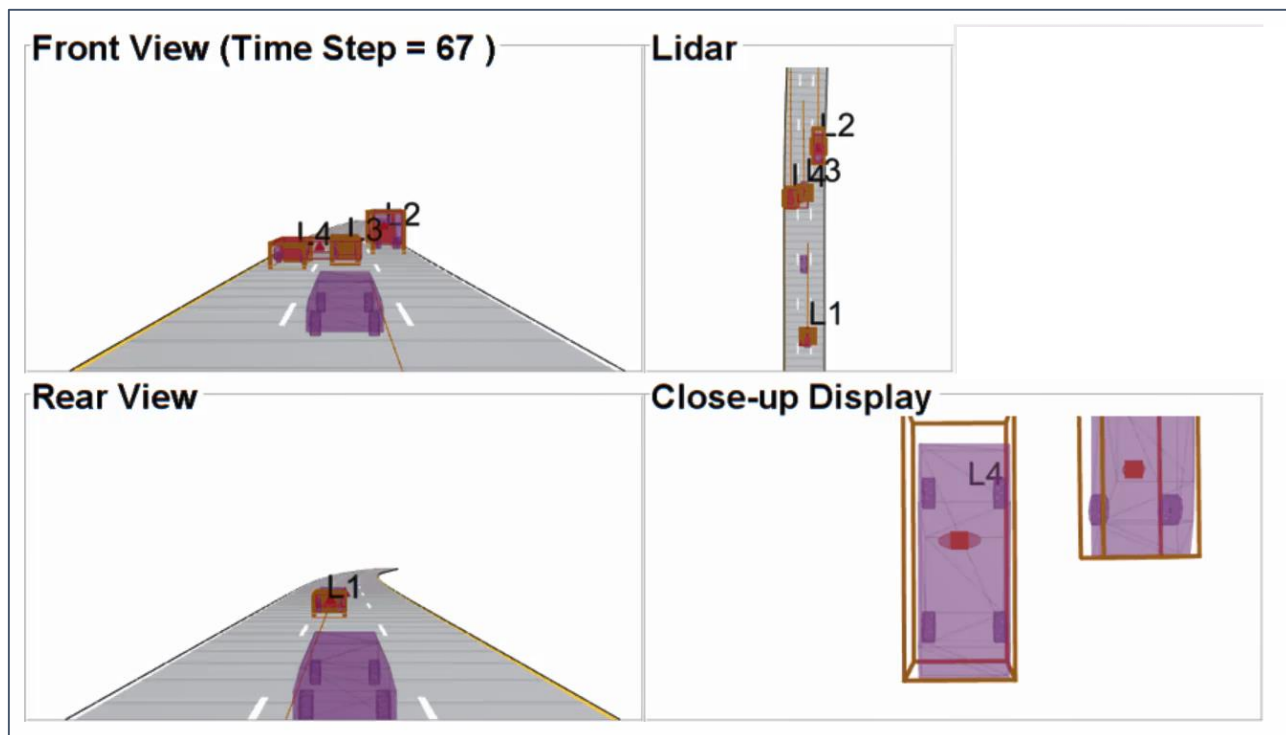 Front View (Time Step = 67 )
L4
L3
L2
Lidar
L2
L3
L4
L1
Rear View
L1
Close-up Display
L4